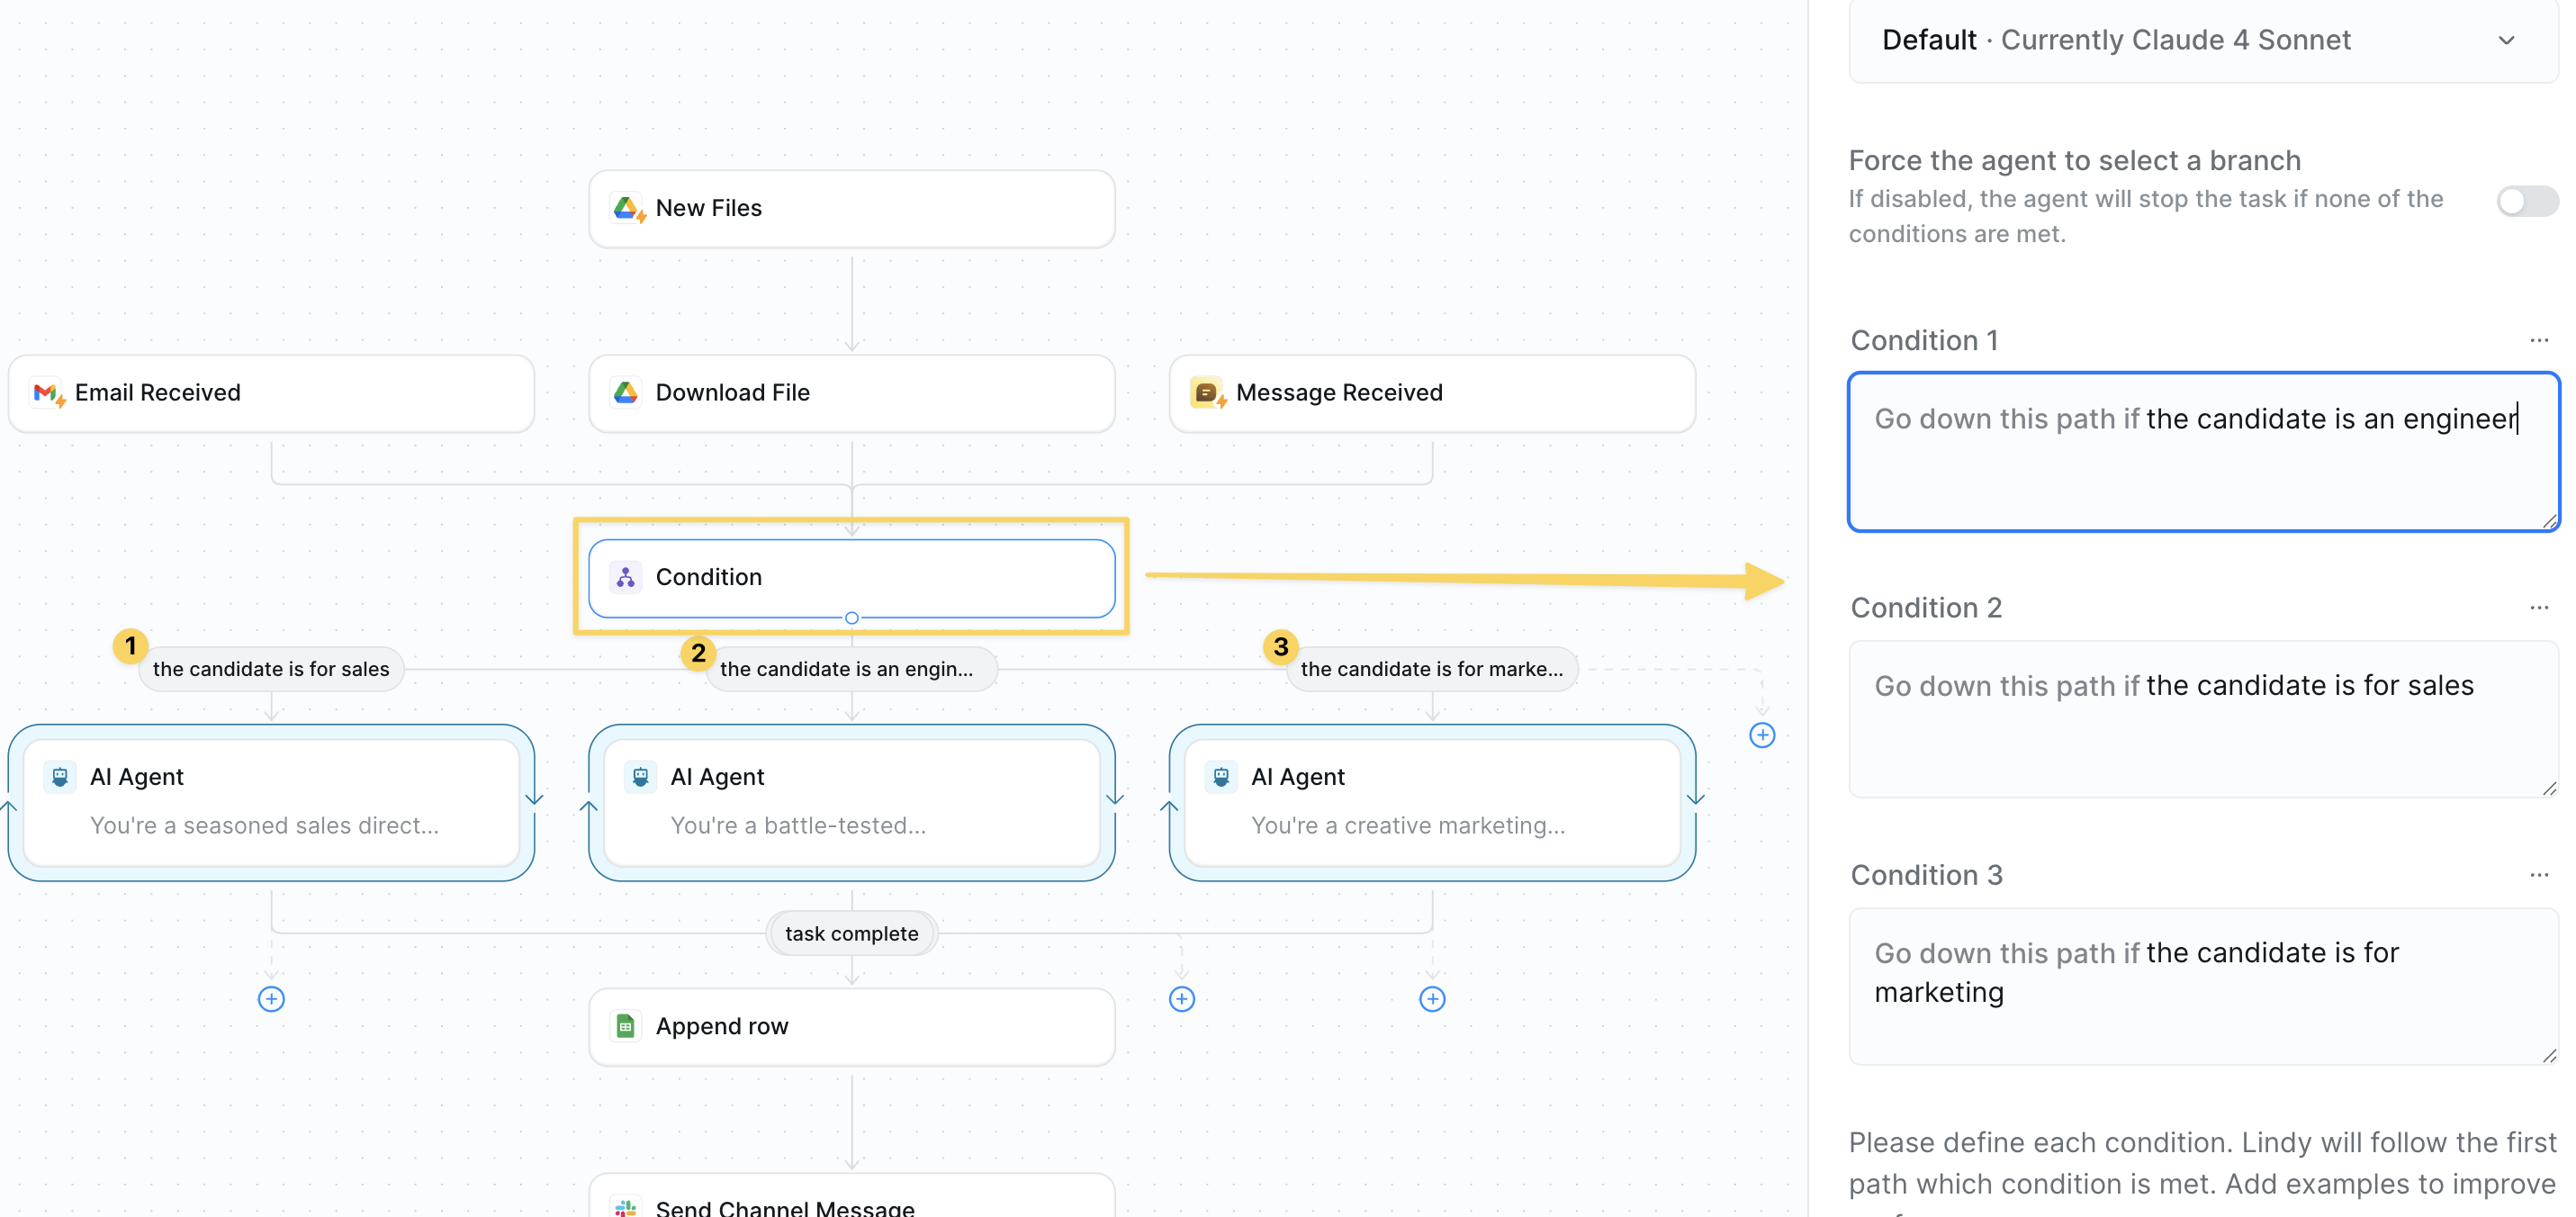 New Files
Email Received
Download File
Message Received
Condition
1
the candidate is for sales
2
the candidate is an engin...
3
the candidate is for marke...
AI Agent
You're a seasoned sales direct...
AI Agent
You're a battle-tested...
AI Agent
You're a creative marketing...
task complete
Append row
Send Channel Message
Default · Currently Claude 4 Sonnet
Force the agent to select a branch
If disabled, the agent will stop the task if none of the
conditions are met.
Condition 1
Go down this path if the candidate is an engineer
Condition 2
Go down this path if the candidate is for sales
Condition 3
Go down this path if the candidate is for
marketing
Please define each condition. Lindy will follow the first
path which condition is met. Add examples to improve